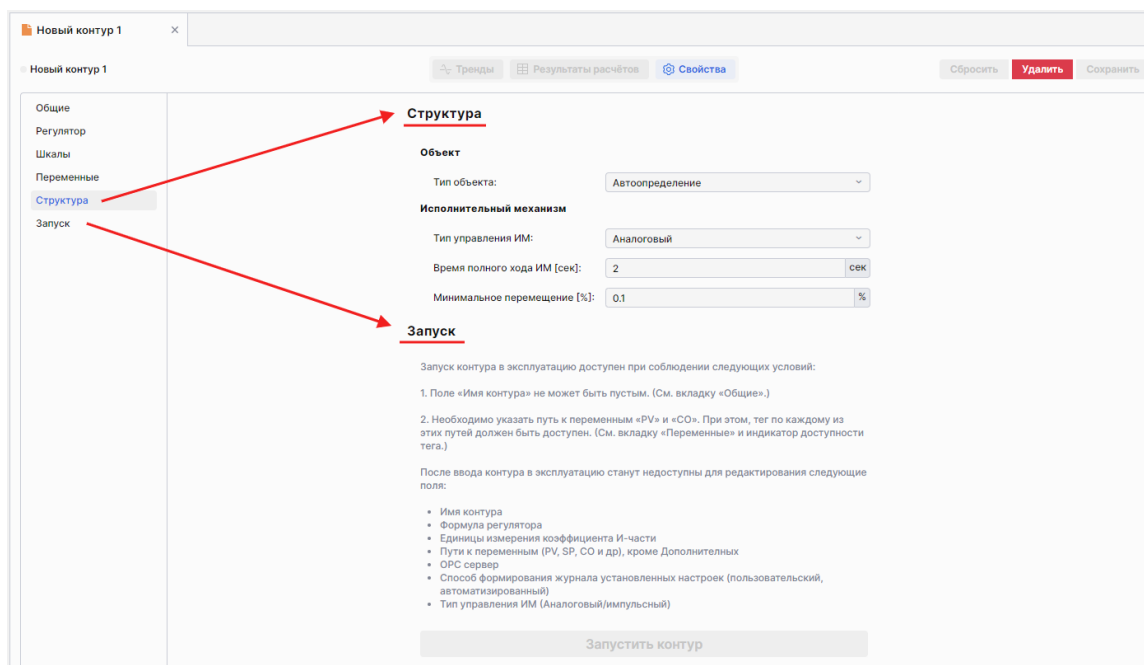 Новый контур 1
Новый контур 1
Тренды
Результаты расчётов
Свойства
Сбросить
Удалить
Сохранить
Общие
Регулятор
Шкалы
Переменные
Структура
Запуск
Структура
Объект
Тип объекта:
Автоопределение
Исполнительный механизм
Тип управления ИМ:
Аналоговый
Время полного хода ИМ [сек]:
2
сек
Минимальное перемещение [%]:
0.1
%
Запуск
Запуск контура в эксплуатацию доступен при соблюдении следующих условий:
1. Поле «Имя контура» не может быть пустым. (См. вкладку «Общие».)
2. Необходимо указать путь к переменным «PV» и «CO». При этом, тег по каждому из
этих путей должен быть доступен. (См. вкладку «Переменные» и индикатор доступности
тега.)
После ввода контура в эксплуатацию станут недоступны для редактирования следующие
поля:
• Имя контура
• Формула регулятора
• Единицы измерения коэффициента И-части
• Пути к переменным (PV, SP, CO и др), кроме Дополнителных
• OPC сервер
• Способ формирования журнала установленных настроек (пользовательский,
автоматизированный)
• Тип управления ИМ (Аналоговый/импульсный)
Запустить контур